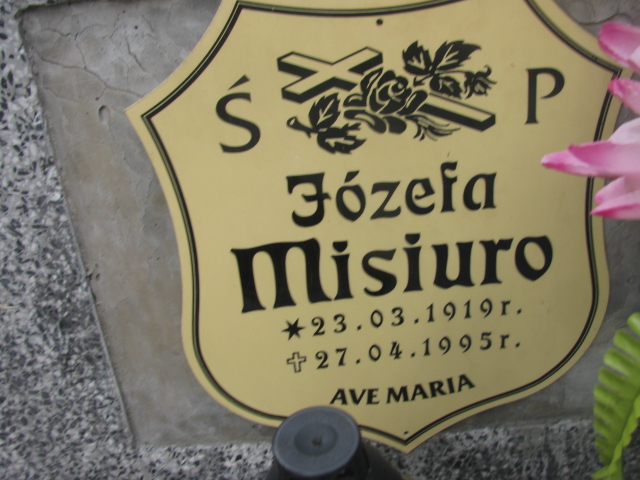 Ś P
Józefa
Misiuro
* 23.03.1919r.
✝ 27.04.1995r.
AVE MARIA